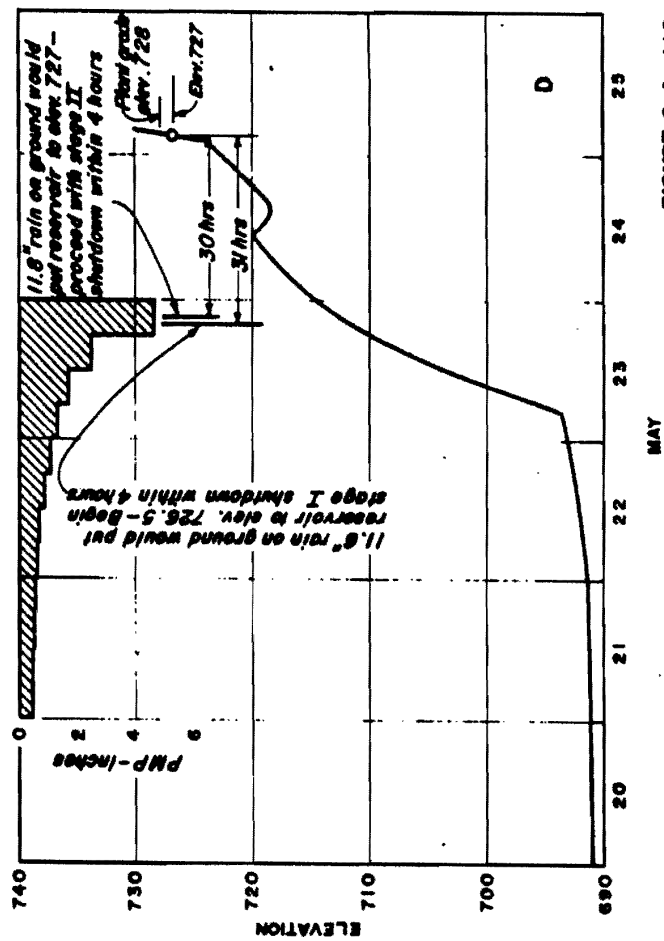 11.8" rain on ground would
put reservoir to elev. 727-
proceed with stage II
shutdown within 4 hours
Plant grade
elev. 728
Elev. 727
30 hrs
31 hrs
11.6" rain on ground would put
reservoir to elev. 726.5 - Begin
stage I shutdown within 4 hours
PMP-Inches
0
2
4
6
ELEVATION
740
730
720
710
700
690
D
20
21
22
23
24
25
MAY